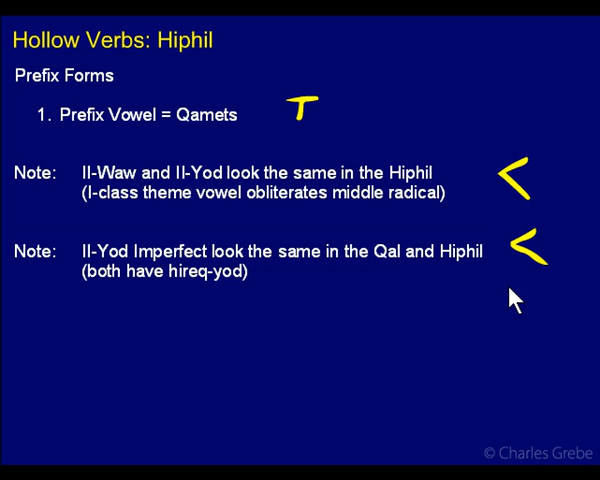 Hollow Verbs: Hiphil
Prefix Forms
1. Prefix Vowel = Qamets
Note: II-Waw and II-Yod look the same in the Hiphil
(I-class theme vowel obliterates middle radical)
Note: II-Yod Imperfect look the same in the Qal and Hiphil
(both have hireq-yod)
© Charles Grebe